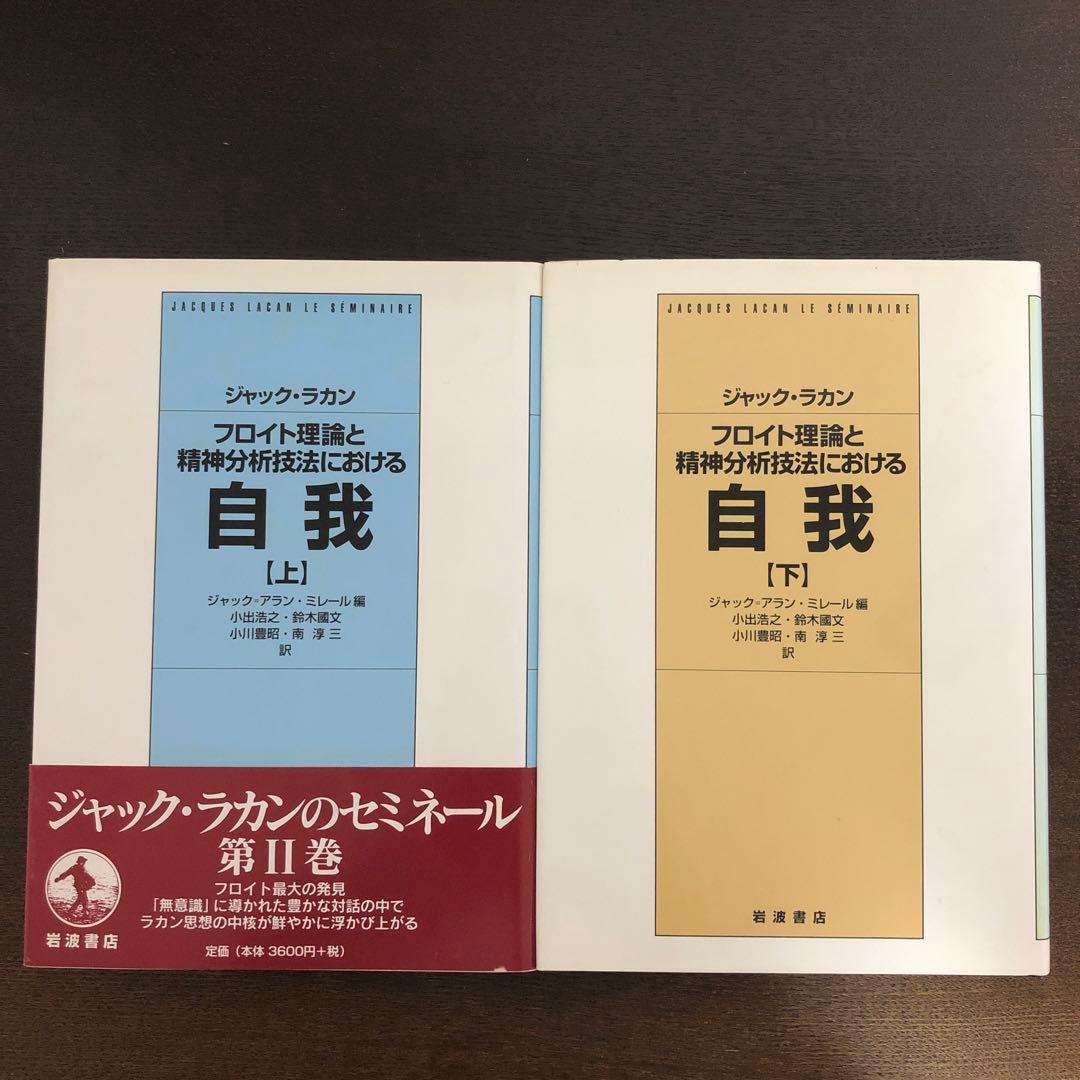 JACQUES LACAN LE SÉMINAIRE
ジャック・ラカン
フロイト理論と
精神分析技法における
自我
【上】
ジャック=アラン・ミレール編
小出浩之・鈴木國文
小川豊昭・南 淳三
訳
ジャック・ラカンのセミネール
第II巻
フロイト最大の発見
「無意識」に導かれた豊かな対話の中で
ラカン思想の中核が鮮やかに浮かび上がる
岩波書店
定価(本体 3600円+税)
JACQUES LACAN LE SÉMINAIRE
ジャック・ラカン
フロイト理論と
精神分析技法における
自我
【下】
ジャック=アラン・ミレール編
小出浩之・鈴木國文
小川豊昭・南 淳三
訳
岩波書店